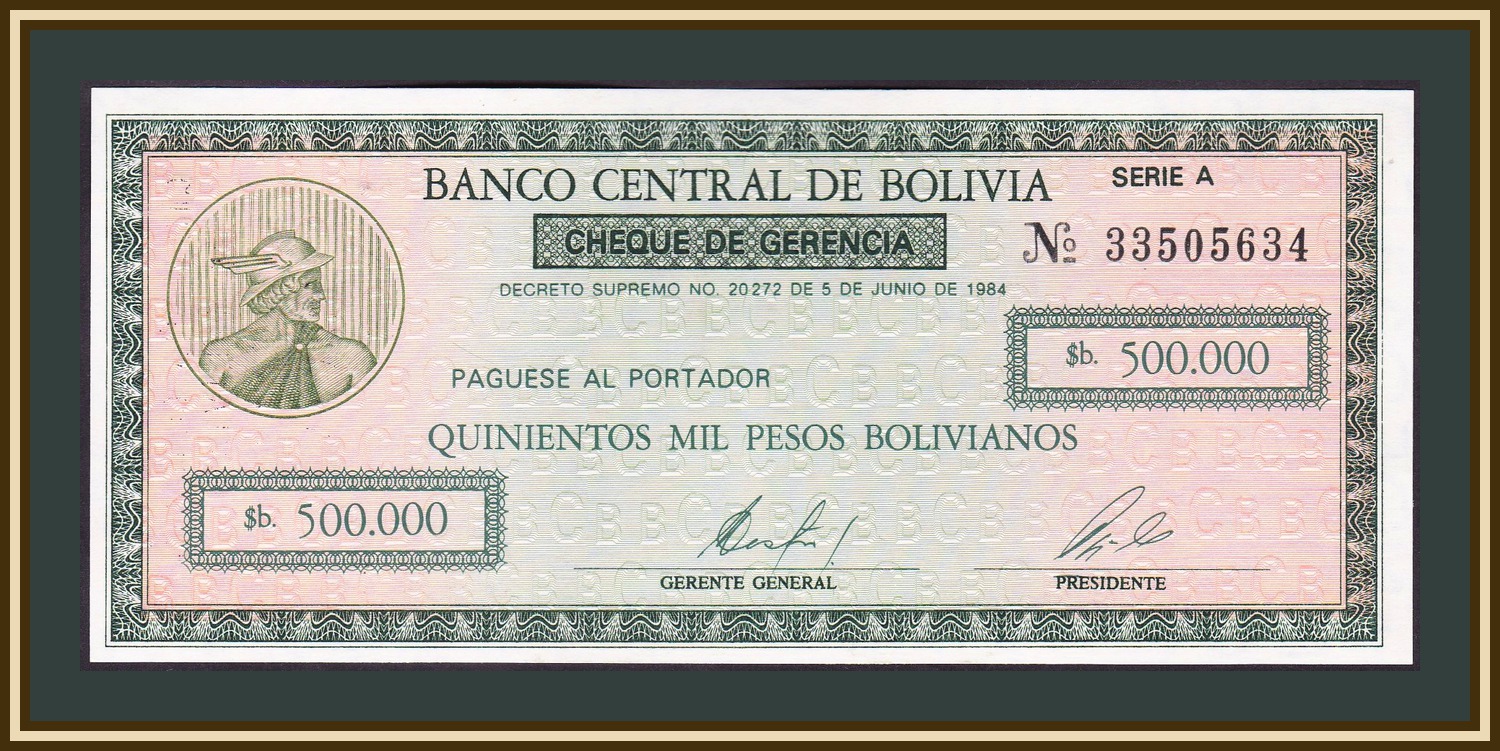 BANCO CENTRAL DE BOLIVIA
SERIE A
CHEQUE DE GERENCIA
Nº 33505634
DECRETO SUPREMO NO. 20272 DE 5 DE JUNIO DE 1984
$b. 500.000
PAGUESE AL PORTADOR
QUINIENTOS MIL PESOS BOLIVIANOS
$b. 500.000
GERENTE GENERAL
PRESIDENTE